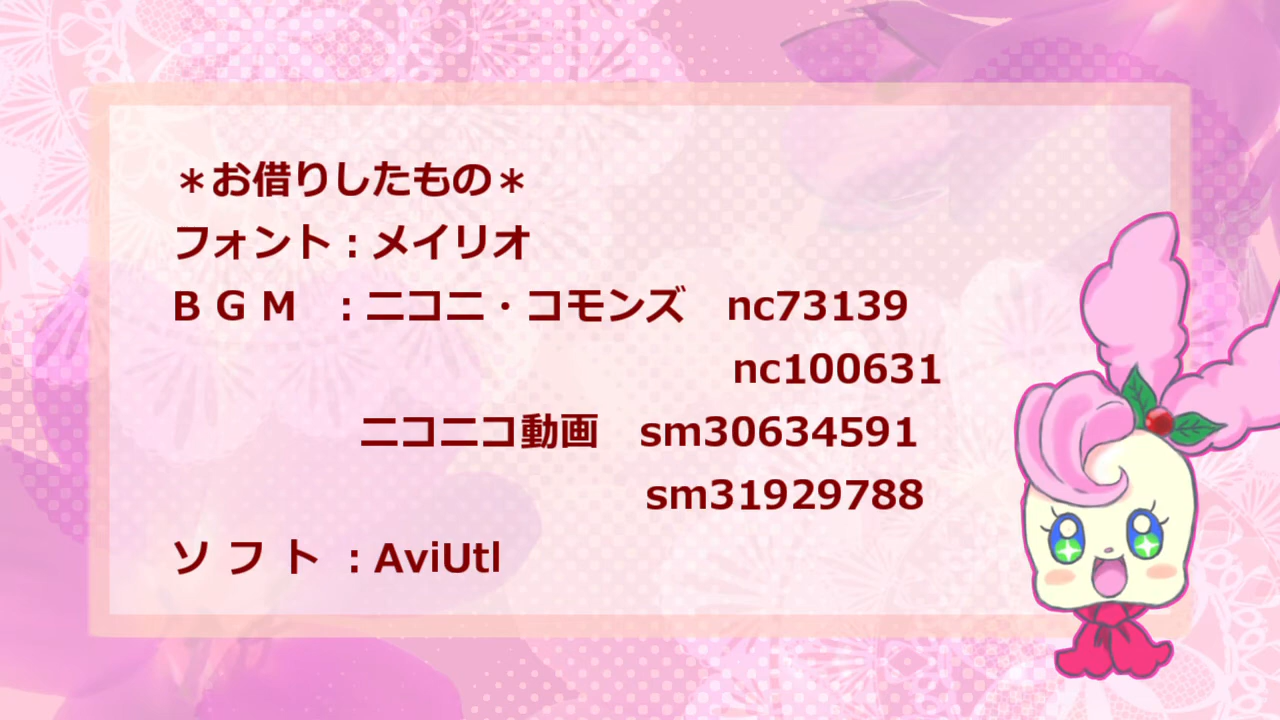 ＊お借りしたもの＊
フォント：メイリオ
ＢＧＭ　：ニコニ・コモンズ　nc73139
nc100631
ニコニコ動画　sm30634591
sm31929788
ソ フ ト ：AviUtl